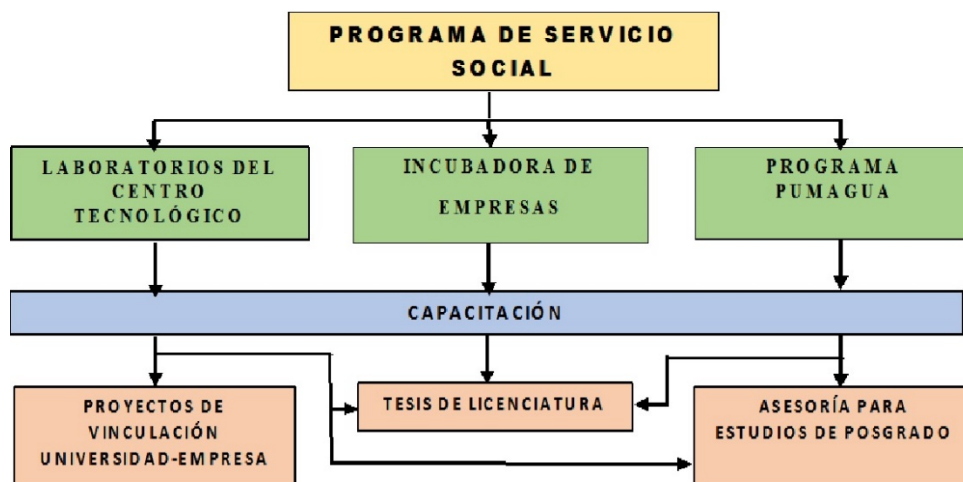 PROGRAMA DE SERVICIO
SOCIAL
LABORATORIOS DEL
CENTRO
TECNOLÓGICO
INCUBADORA DE
EMPRESAS
PROGRAMA
PUMAGUA
CAPACITACIÓN
PROYECTOS DE
VINCULACIÓN
UNIVERSIDAD-EMPRESA
TESIS DE LICENCIATURA
ASESORÍA PARA
ESTUDIOS DE POSGRADO